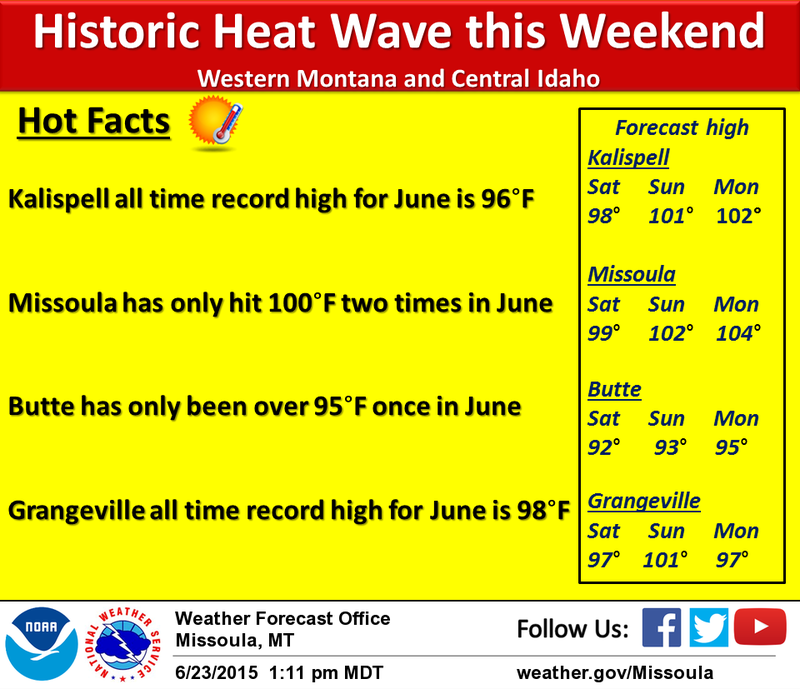 Historic Heat Wave this Weekend
Western Montana and Central Idaho
Hot Facts
Kalispell all time record high for June is 96°F
Missoula has only hit 100°F two times in June
Butte has only been over 95°F once in June
Grangeville all time record high for June is 98°F
Forecast high
Kalispell
Sat Sun Mon
98° 101° 102°
Missoula
Sat Sun Mon
99° 102° 104°
Butte
Sat Sun Mon
92° 93° 95°
Grangeville
Sat Sun Mon
97° 101° 97°
NOAA
NATIONAL WEATHER SERVICE
Weather Forecast Office
Missoula, MT
6/23/2015 1:11 pm MDT
Follow Us:
weather.gov/Missoula